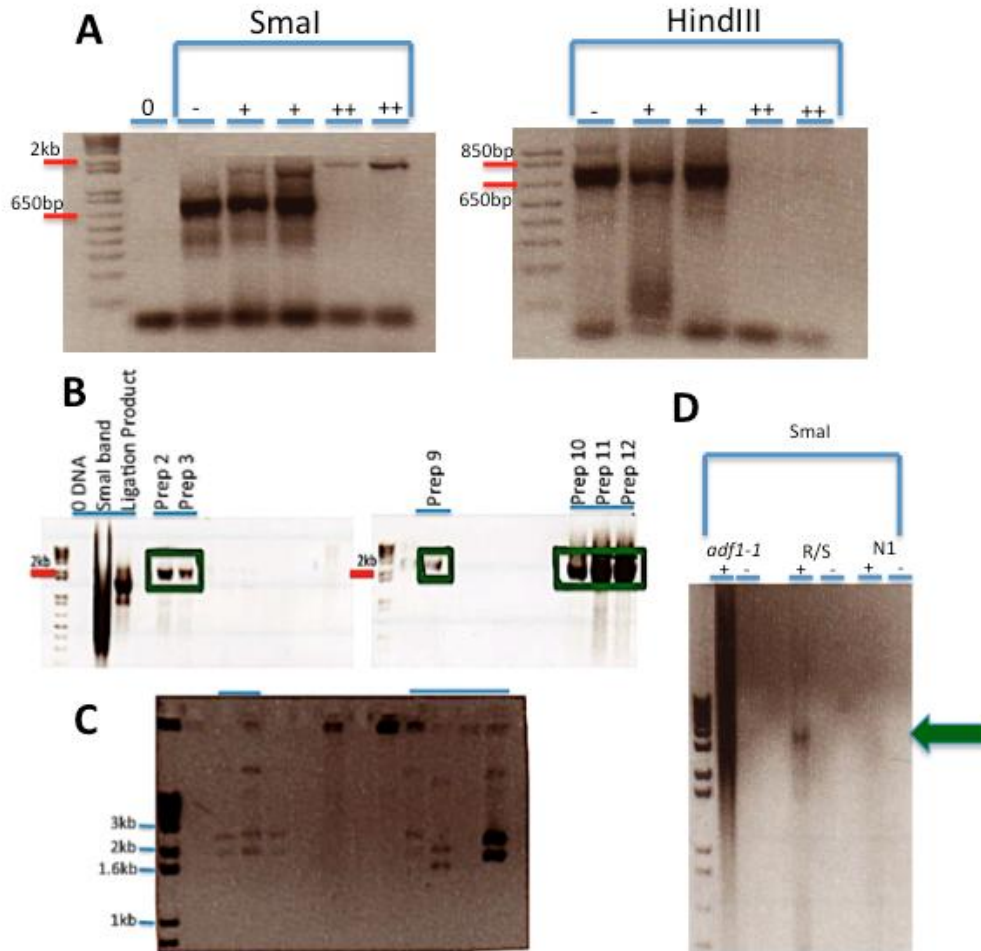 A
SmaI
0 - + + ++ ++
2kb
650bp
HindIII
- + + ++ ++
850bp
650bp
B
0 DNA
SmaI band
Ligation Product
Prep 2
Prep 3
2kb
Prep 9
Prep 10
Prep 11
Prep 12
2kb
C
3kb
2kb
1.6kb
1kb
D
SmaI
adf1-1 R/S N1
+ - + - + -